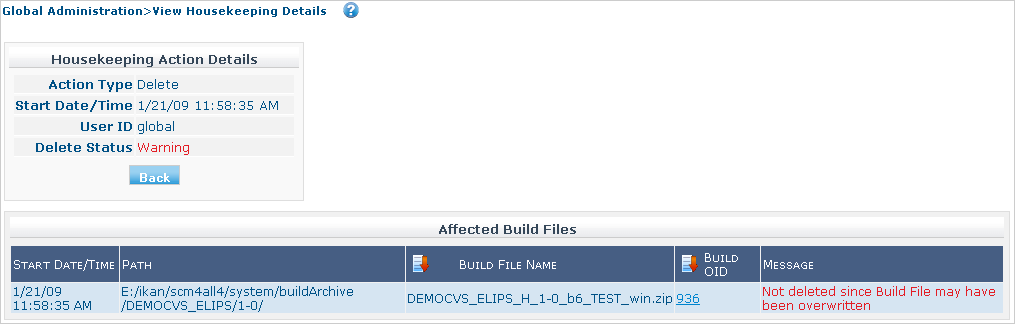 Global Administration>View Housekeeping Details ?
Housekeeping Action Details
Action Type Delete
Start Date/Time 1/21/09 11:58:35 AM
User ID global
Delete Status Warning
Back
Affected Build Files
Start Date/Time Path Build File Name Build OID Message
1/21/09 11:58:35 AM E:/ikan/scm4all4/system/buildArchive/DEMOCVS_ELIPS/1-0/ DEMOCVS_ELIPS_H_1-0_b6_TEST_win.zip 936 Not deleted since Build File may have been overwritten